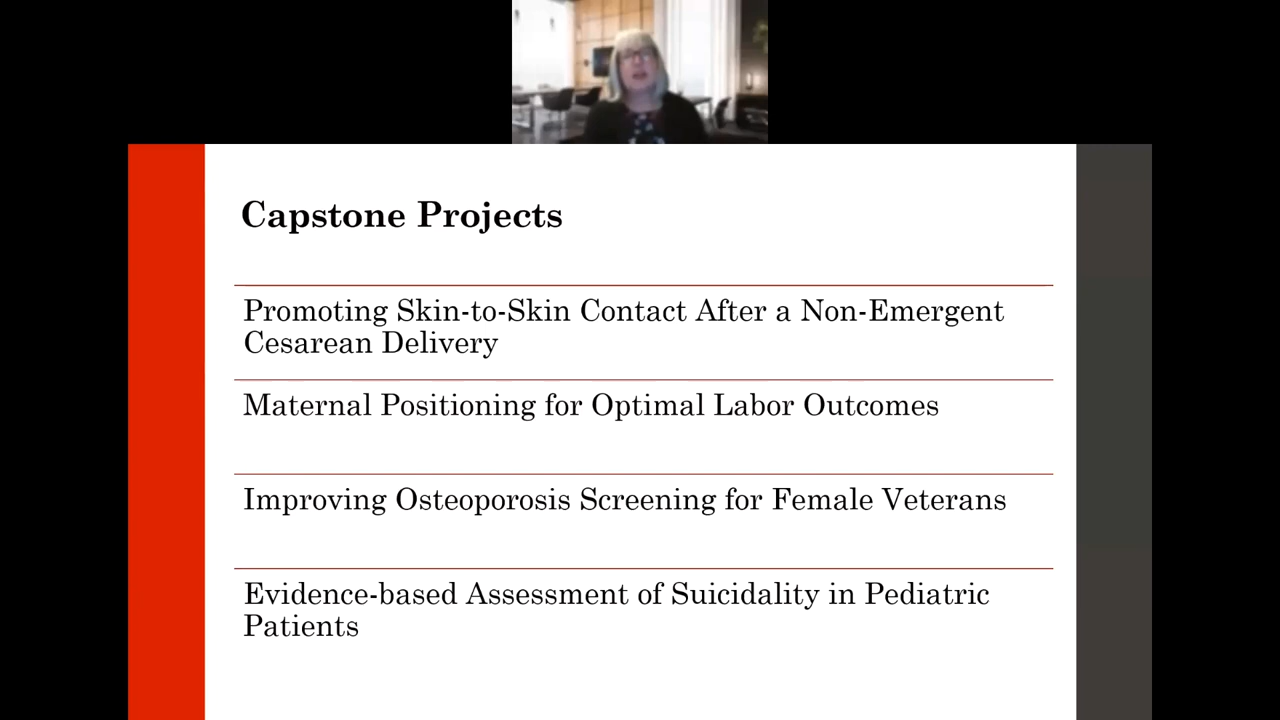 Capstone Projects
Promoting Skin-to-Skin Contact After a Non-Emergent
Cesarean Delivery
Maternal Positioning for Optimal Labor Outcomes
Improving Osteoporosis Screening for Female Veterans
Evidence-based Assessment of Suicidality in Pediatric
Patients